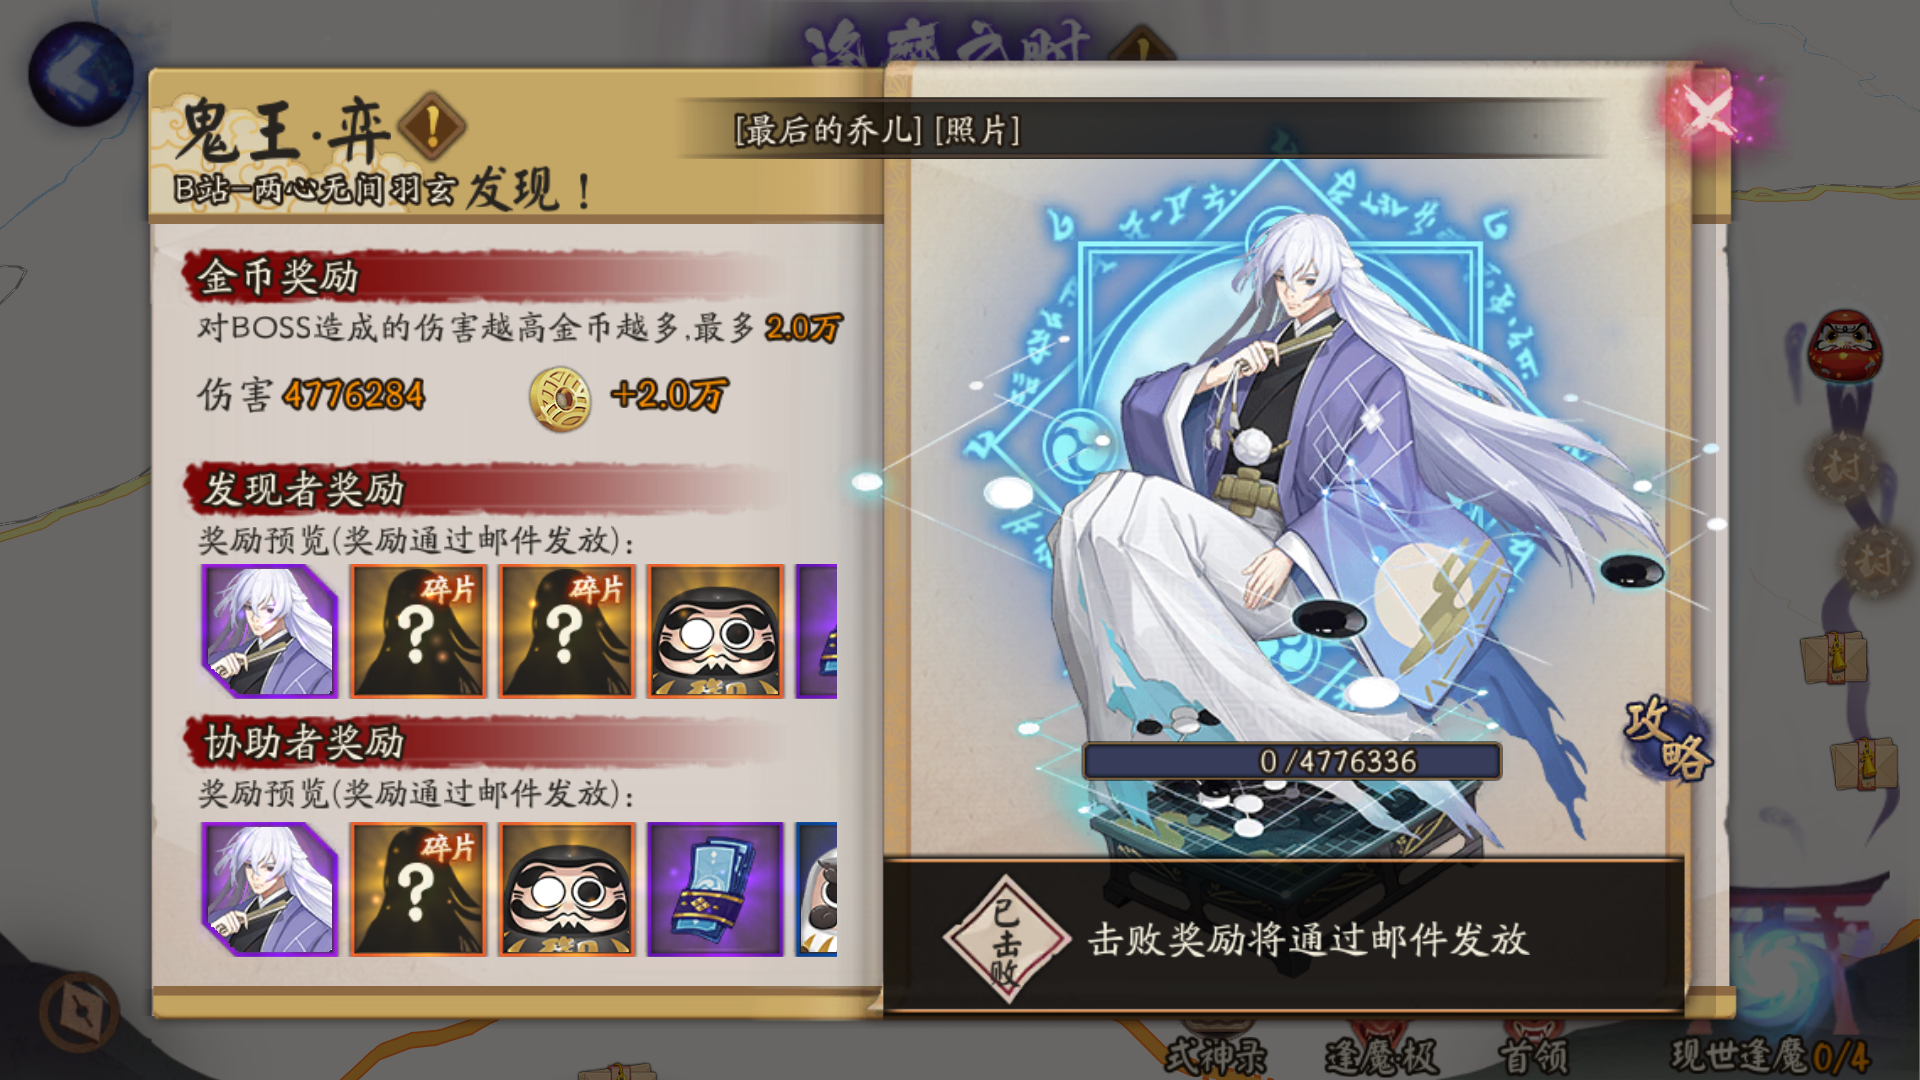 逢魔之时
鬼王·弈
[最后的乔儿] [照片]
B站-两心无间羽玄 发现！
金币奖励
对BOSS造成的伤害越高金币越多,最多 2.0万
伤害 4776284 +2.0万
发现者奖励
奖励预览(奖励通过邮件发放)：
碎片 ?
碎片 ?
协助者奖励
奖励预览(奖励通过邮件发放)：
碎片 ?
0 /4776336
攻略
已击败
击败奖励将通过邮件发放
封
封
式神录
逢魔·极
首领
现世逢魔 0/4